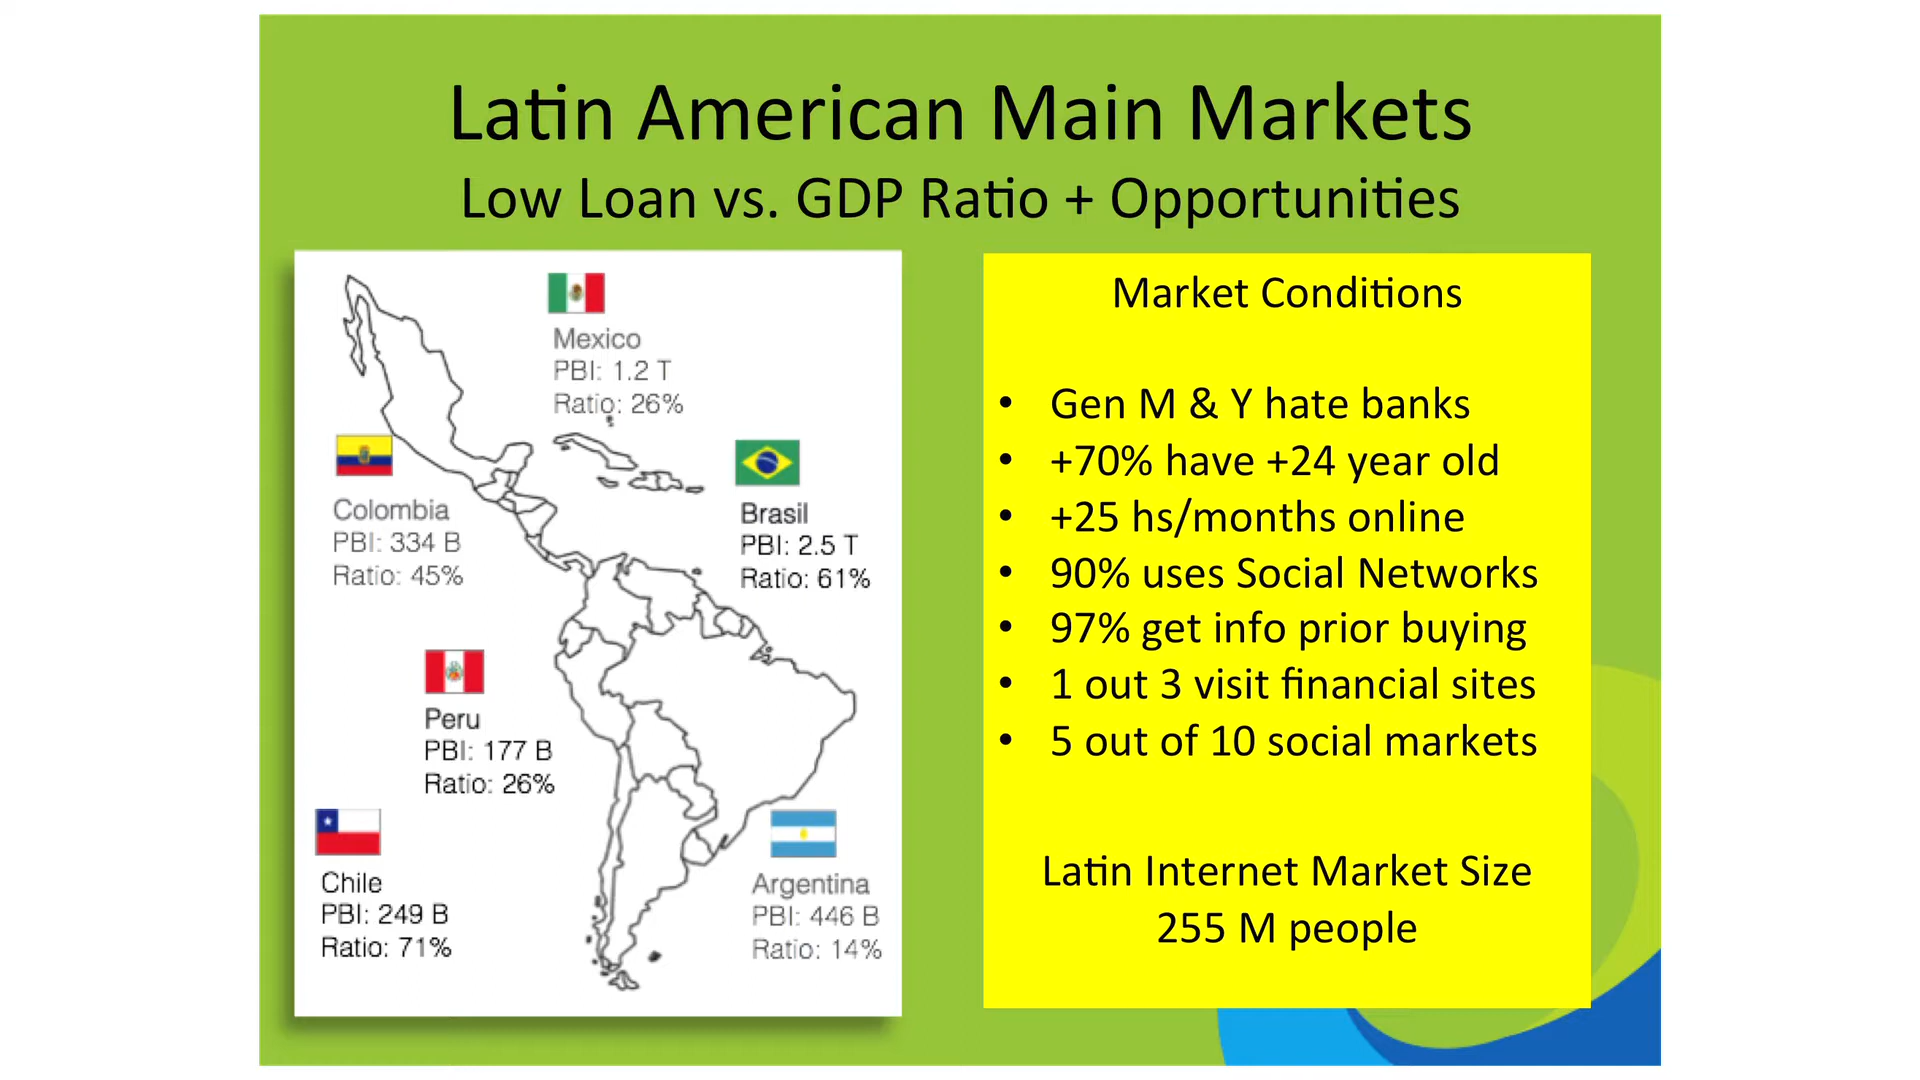 Latin American Main Markets
Low Loan vs. GDP Ratio + Opportunities
Mexico
PBI: 1.2 T
Ratio: 26%
Colombia
PBI: 334 B
Ratio: 45%
Brasil
PBI: 2.5 T
Ratio: 61%
Peru
PBI: 177 B
Ratio: 26%
Chile
PBI: 249 B
Ratio: 71%
Argentina
PBI: 446 B
Ratio: 14%
Market Conditions
• Gen M & Y hate banks
• +70% have +24 year old
• +25 hs/months online
• 90% uses Social Networks
• 97% get info prior buying
• 1 out 3 visit financial sites
• 5 out of 10 social markets
Latin Internet Market Size
255 M people